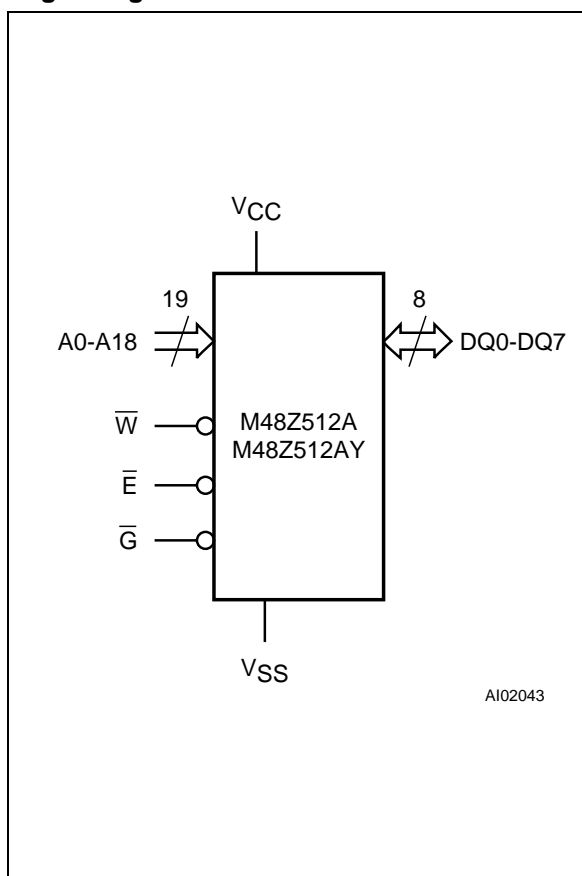 VCC
19
8
A0-A18
DQ0-DQ7
W̅
M48Z512A
M48Z512AY
E̅
G̅
VSS
AI02043